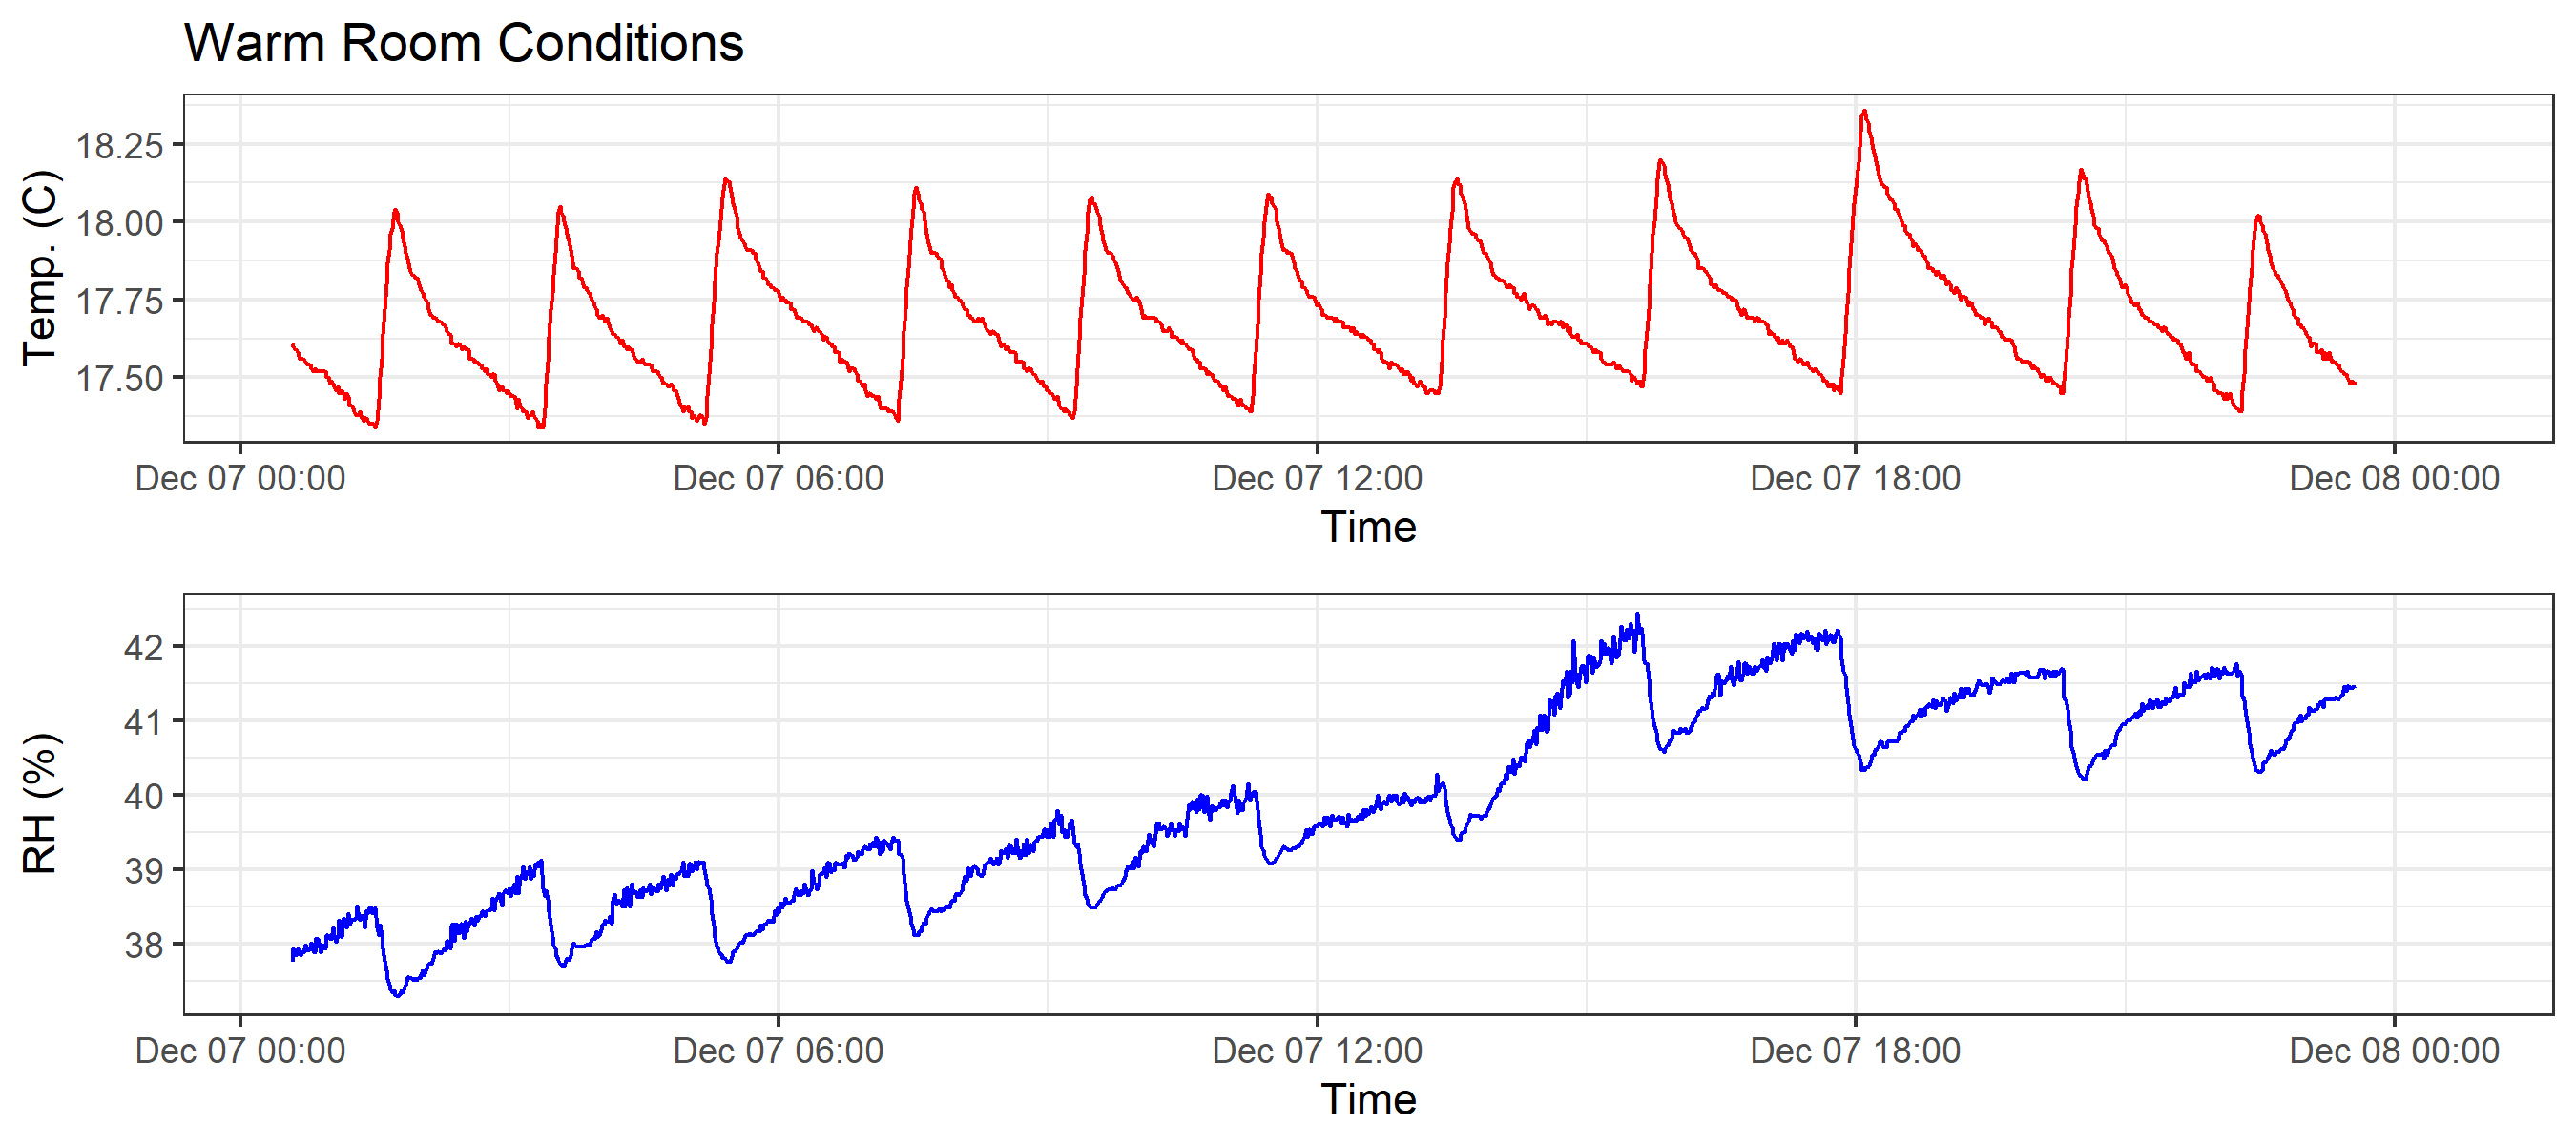 Warm Room Conditions
Temp. (C)
18.25
18.00
17.75
17.50
Dec 07 00:00 Dec 07 06:00 Dec 07 12:00 Dec 07 18:00 Dec 08 00:00
Time
RH (%)
42
41
40
39
38
Dec 07 00:00 Dec 07 06:00 Dec 07 12:00 Dec 07 18:00 Dec 08 00:00
Time